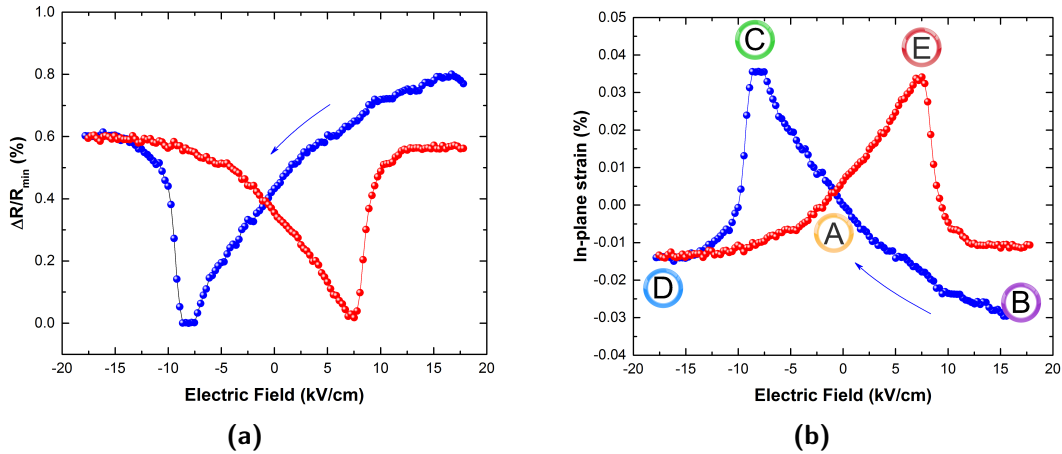 ΔR/R_min (%)
1.0
0.8
0.6
0.4
0.2
0.0
-20 -15 -10 -5 0 5 10 15 20
Electric Field (kV/cm)
(a)
In-plane strain (%)
0.05
0.04
0.03
0.02
0.01
0.00
-0.01
-0.02
-0.03
-0.04
C
E
A
D
B
-20 -15 -10 -5 0 5 10 15 20
Electric Field (kV/cm)
(b)